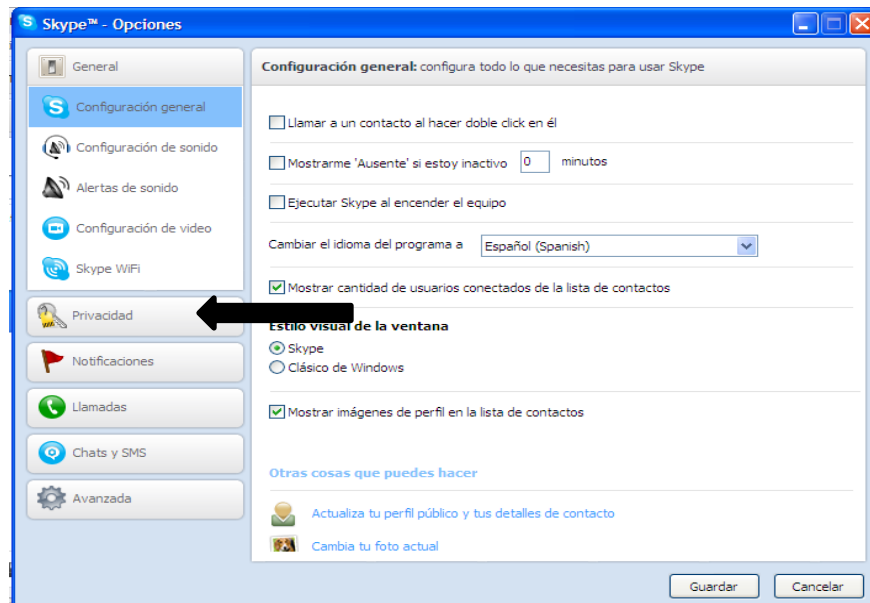 Skype™ - Opciones
General
Configuración general
Configuración de sonido
Alertas de sonido
Configuración de video
Skype WiFi
Privacidad
Notificaciones
Llamadas
Chats y SMS
Avanzada
Configuración general: configura todo lo que necesitas para usar Skype
Llamar a un contacto al hacer doble click en él
Mostrarme 'Ausente' si estoy inactivo 0 minutos
Ejecutar Skype al encender el equipo
Cambiar el idioma del programa a Español (Spanish)
Mostrar cantidad de usuarios conectados de la lista de contactos
Estilo visual de la ventana
Skype
Clásico de Windows
Mostrar imágenes de perfil en la lista de contactos
Otras cosas que puedes hacer
Actualiza tu perfil público y tus detalles de contacto
Cambia tu foto actual
Guardar Cancelar